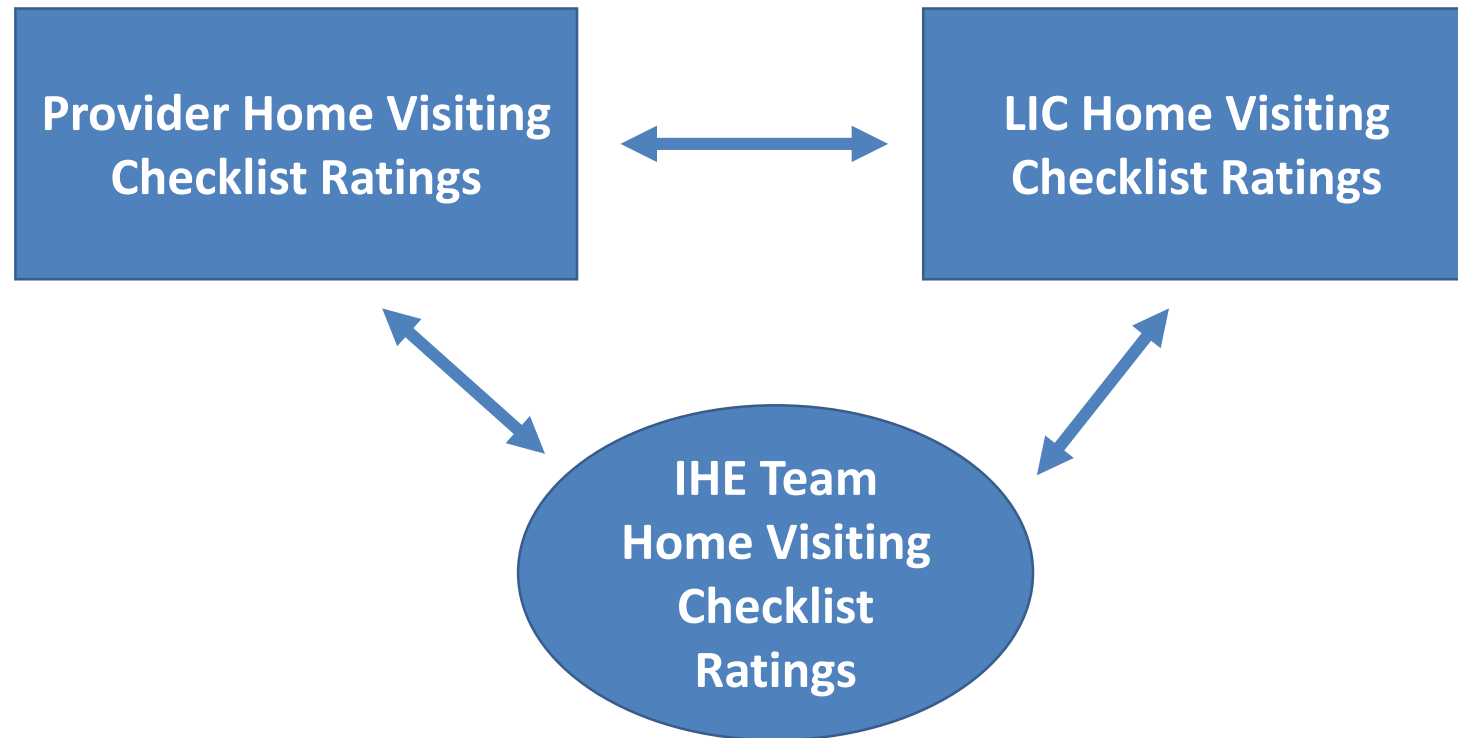 Provider Home Visiting
Checklist Ratings
LIC Home Visiting
Checklist Ratings
IHE Team
Home Visiting
Checklist
Ratings